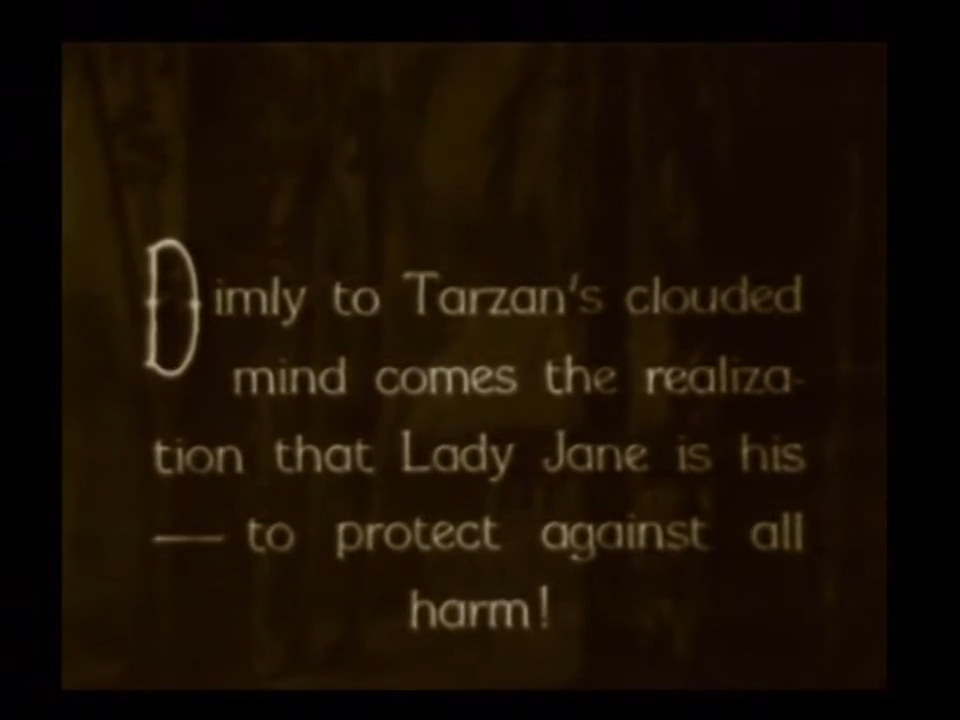 Dimly to Tarzan's clouded
mind comes the realiza-
tion that Lady Jane is his
— to protect against all
harm!